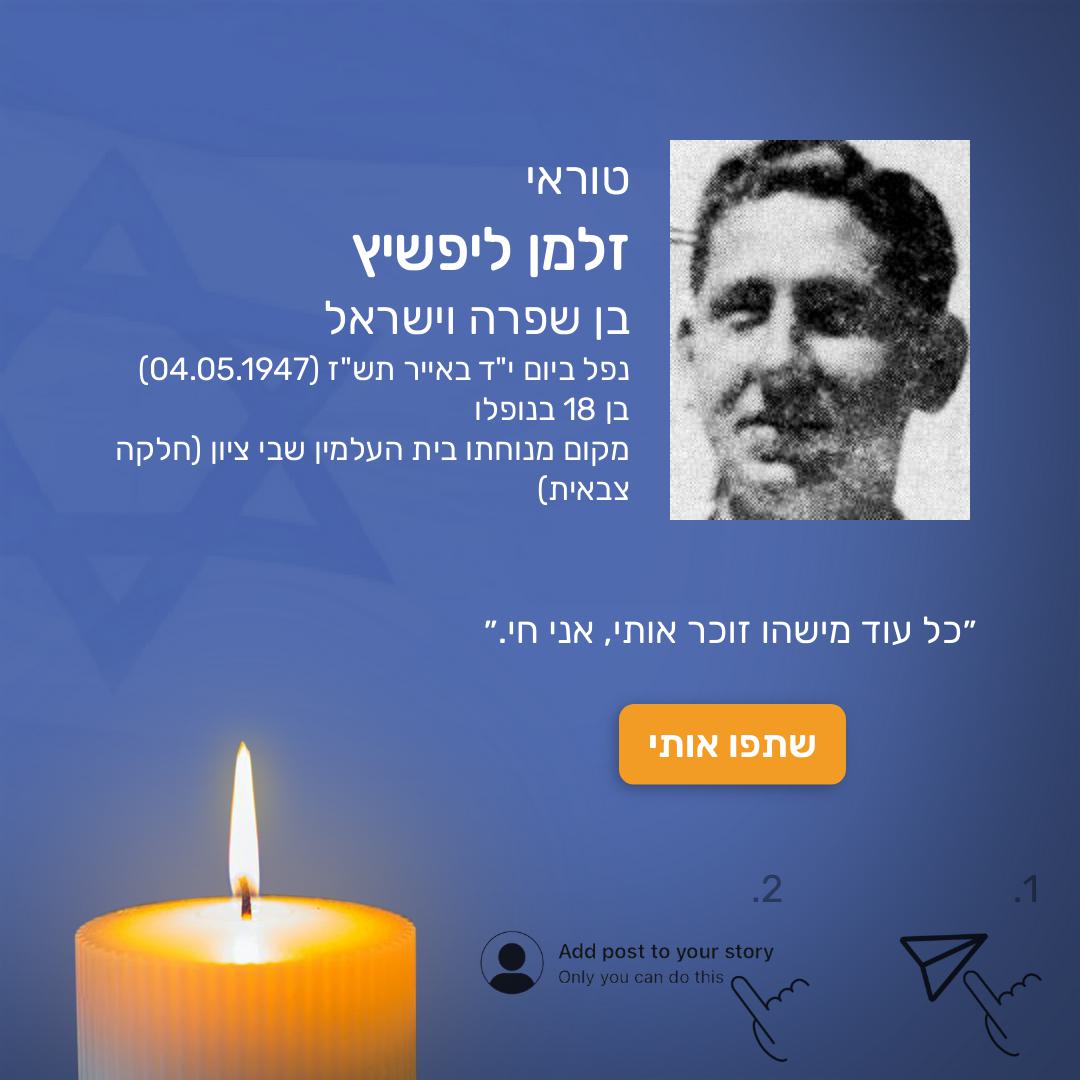 טוראי
זלמן ליפשיץ
בן שפרה וישראל
נפל ביום י"ד באייר תש"ז (04.05.1947)
בן 18 בנופלו
מקום מנוחתו בית העלמין שבי ציון (חלקה
צבאית)
״כל עוד מישהו זוכר אותי, אני חי.״
שתפו אותי
1.
2.
Add post to your story
Only you can do this